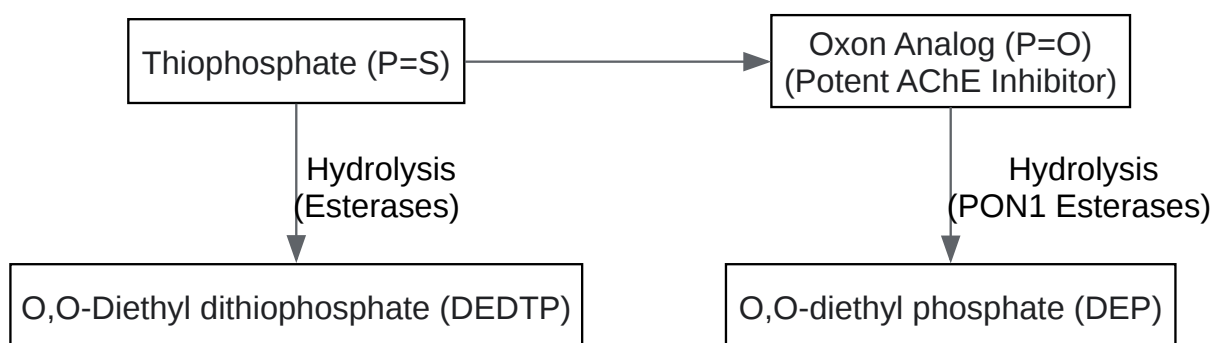 Thiophosphate (P=S)
Oxon Analog (P=O)
(Potent AChE Inhibitor)
Hydrolysis
(Esterases)
Hydrolysis
(PON1 Esterases)
O,O-Diethyl dithiophosphate (DEDTP)
O,O-diethyl phosphate (DEP)